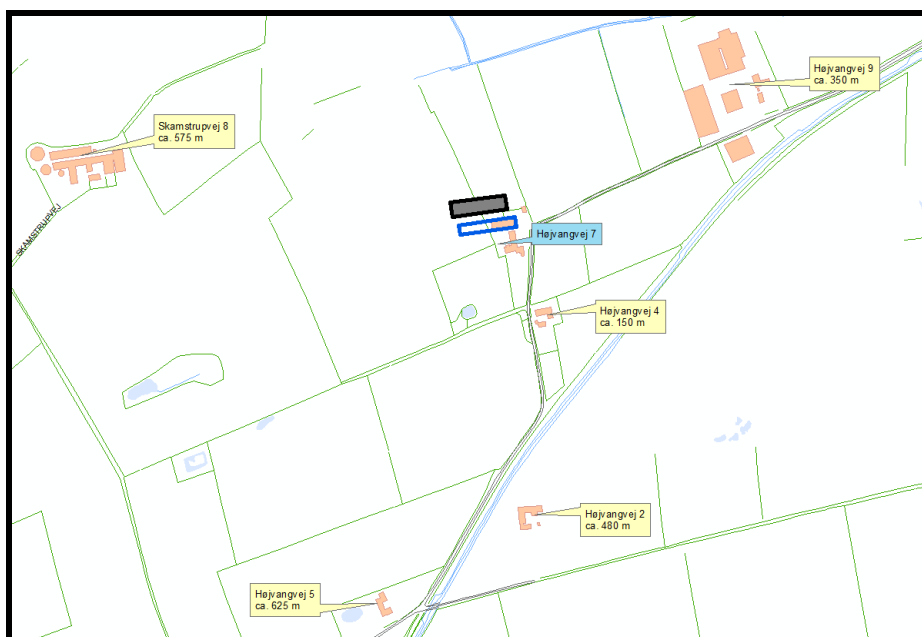 Højvangvej 9
ca. 350 m
Skamstrupvej 8
ca. 575 m
SKAMSTRUPVEJ
Højvangvej 7
Højvangvej 4
ca. 150 m
Højvangvej 2
ca. 480 m
Højvangvej 5
ca. 625 m